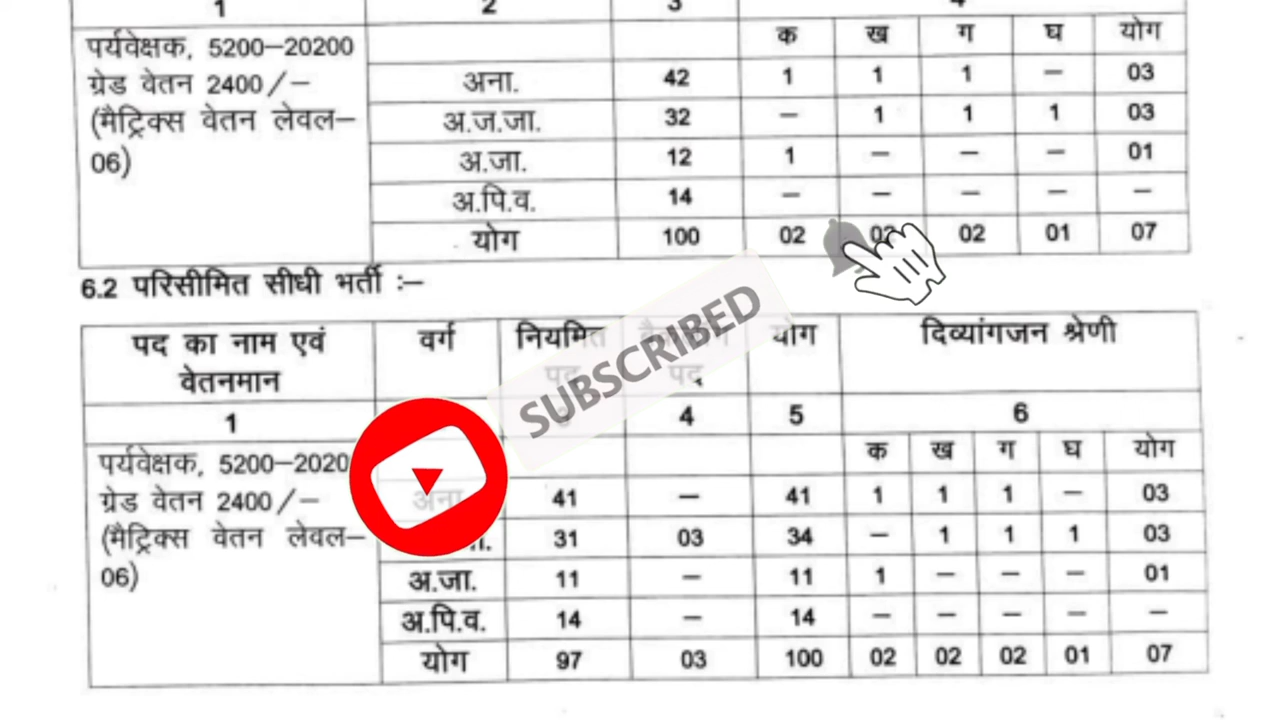 1 2 3 4
पर्यवेक्षक, 5200–20200 ग्रेड वेतन 2400/– (मैट्रिक्स वेतन लेवल–06)
क ख ग घ योग
अना. 42 1 1 1 – 03
अ.ज.जा. 32 – 1 1 1 03
अ.जा. 12 1 – – – 01
अ.पि.व. 14 – – – – –
योग 100 02 02 01 07
6.2 परिसीमित सीधी भर्ती :–
पद का नाम एवं वेतनमान वर्ग नियमित पद पद योग दिव्यांगजन श्रेणी
1 4 5 6
पर्यवेक्षक, 5200–2020 ग्रेड वेतन 2400/– (मैट्रिक्स वेतन लेवल–06)
क ख ग घ योग
अना 41 – 41 1 1 1 – 03
31 03 34 – 1 1 1 03
अ.जा. 11 – 11 1 – – – 01
अ.पि.व. 14 – 14 – – – – –
योग 97 03 100 02 02 02 01 07
SUBSCRIBED